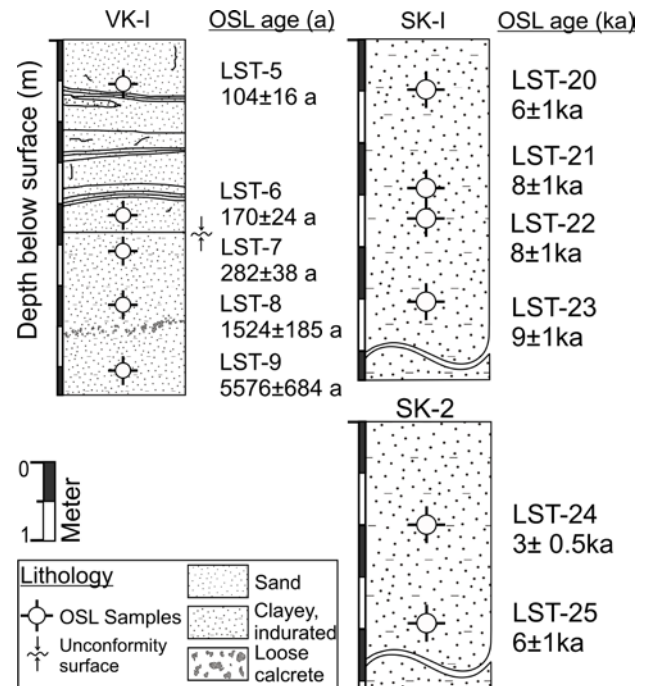 VK-I
OSL age (a)
SK-I
OSL age (ka)
Depth below surface (m)
LST-5
104±16 a
LST-6
170±24 a
LST-7
282±38 a
LST-8
1524±185 a
LST-9
5576±684 a
LST-20
6±1ka
LST-21
8±1ka
LST-22
8±1ka
LST-23
9±1ka
SK-2
LST-24
3± 0.5ka
LST-25
6±1ka
0
1
Meter
Lithology
OSL Samples
Unconformity
surface
Sand
Clayey,
indurated
Loose
calcrete